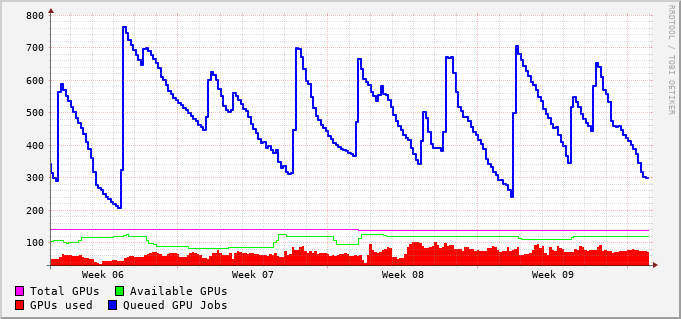 800
700
600
500
400
300
200
100
Week 06 Week 07 Week 08 Week 09
Total GPUs Available GPUs
GPUs used Queued GPU Jobs
RRDTOOL / TOBI OETIKER